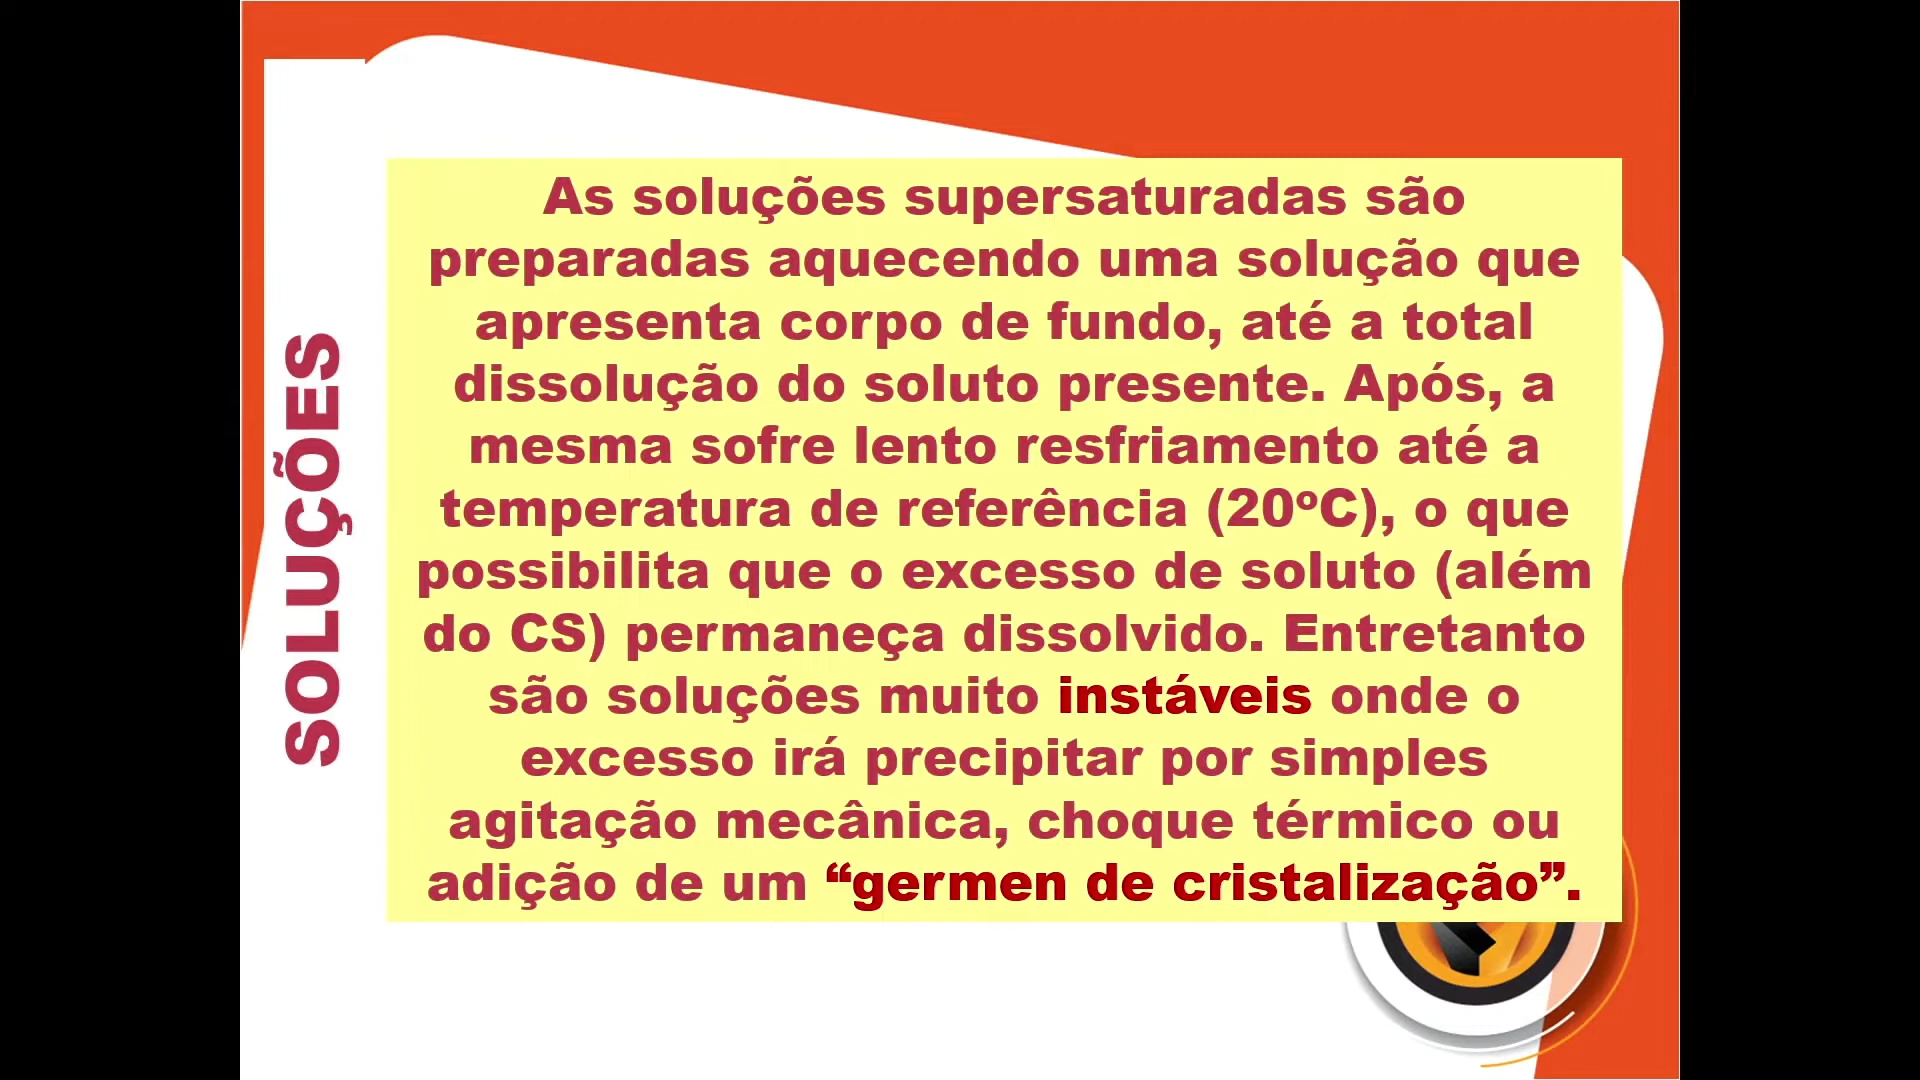 SOLUÇÕES
As soluções supersaturadas são
preparadas aquecendo uma solução que
apresenta corpo de fundo, até a total
dissolução do soluto presente. Após, a
mesma sofre lento resfriamento até a
temperatura de referência (20ºC), o que
possibilita que o excesso de soluto (além
do CS) permaneça dissolvido. Entretanto
são soluções muito instáveis onde o
excesso irá precipitar por simples
agitação mecânica, choque térmico ou
adição de um “germen de cristalização”.